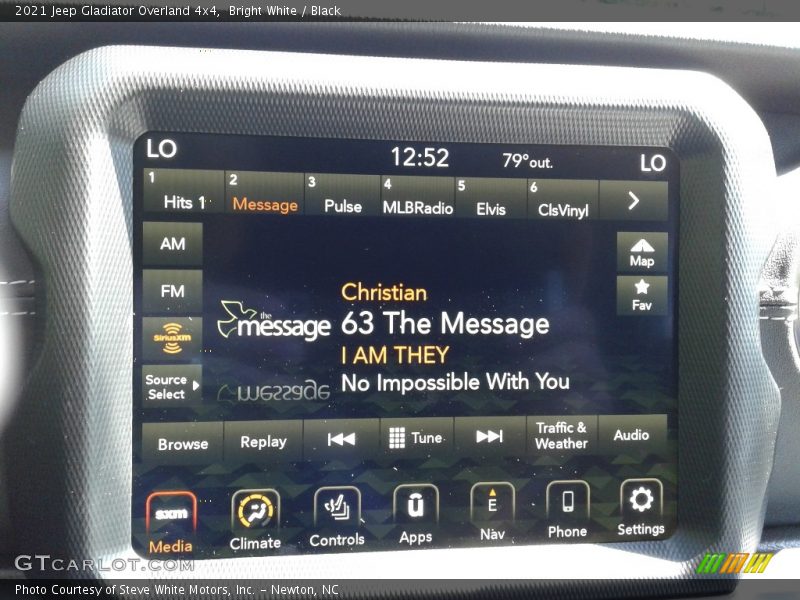 2021 Jeep Gladiator Overland 4x4, Bright White / Black
LO 12:52 79°out. LO
1 Hits 1 2 Message 3 Pulse 4 MLBRadio 5 Elvis 6 ClsVinyl
AM
Map
FM
Fav
SiriusXM
Source Select
the message
message
Christian
63 The Message
I AM THEY
No Impossible With You
Browse Replay Tune Traffic & Weather Audio
sxm
E
Media Climate Controls Apps Nav Phone Settings
GTCARLOT.COM
Photo Courtesy of Steve White Motors, Inc. – Newton, NC